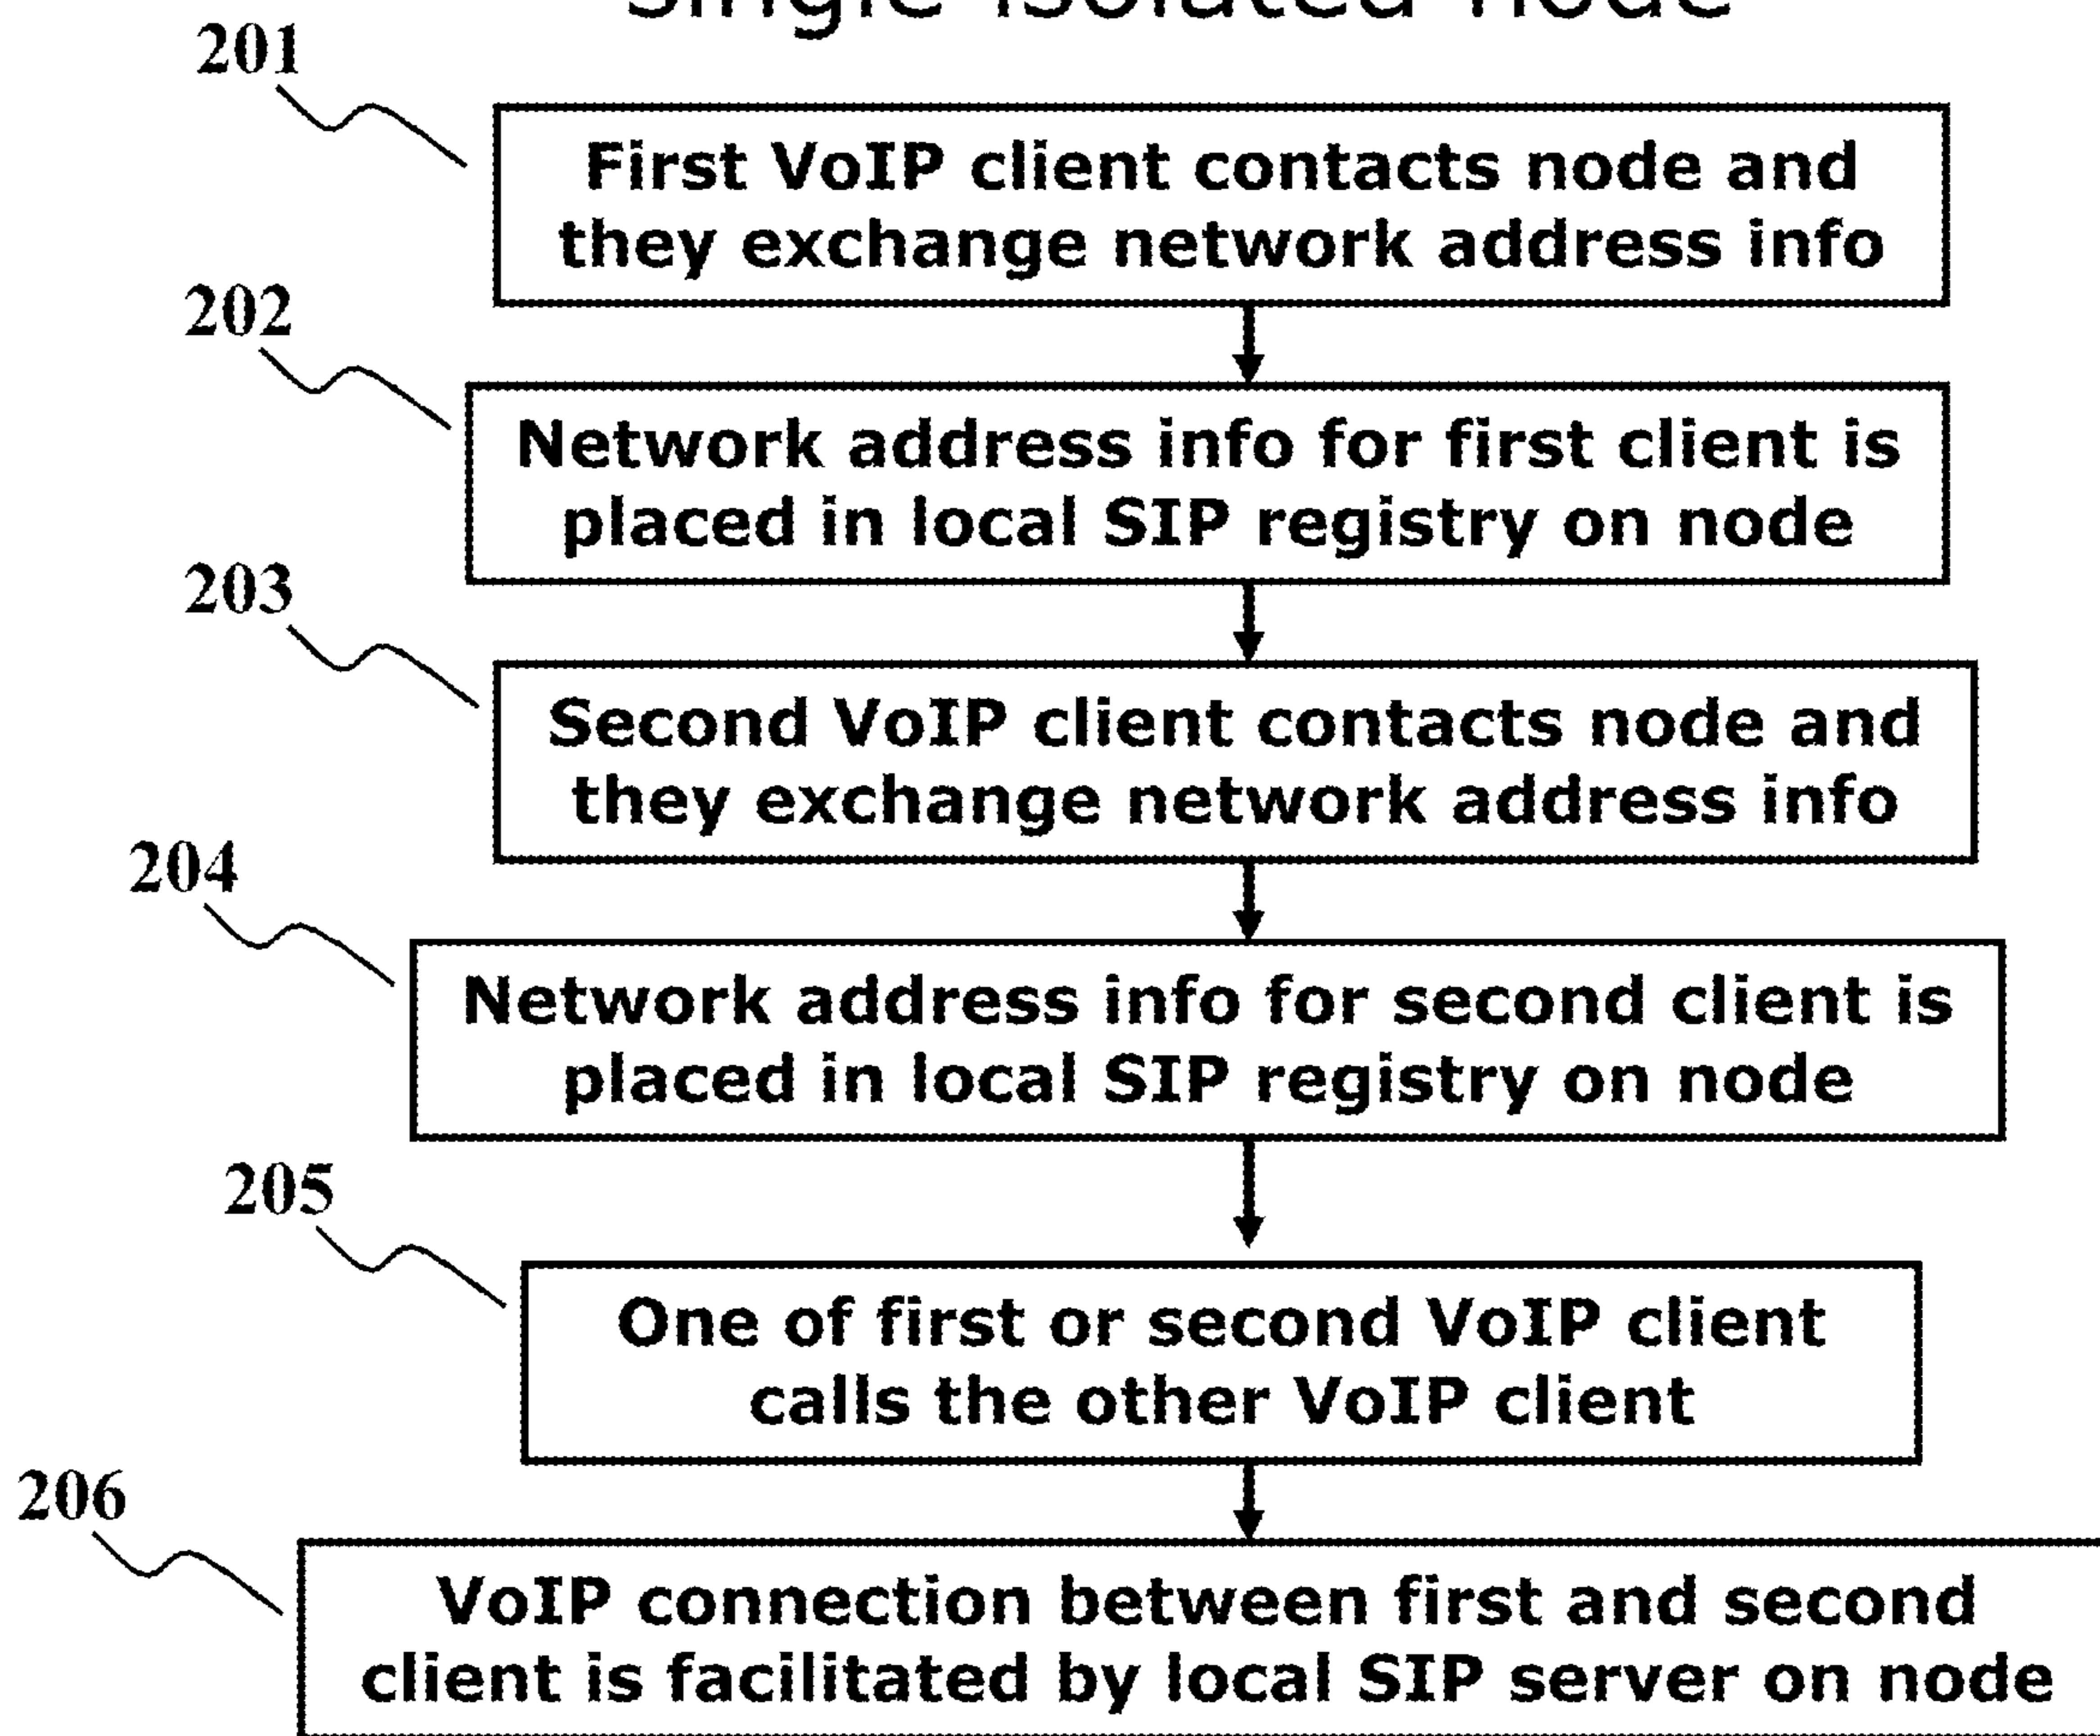 single isolated node
201
First VoIP client contacts node and
they exchange network address info
202
Network address info for first client is
placed in local SIP registry on node
203
Second VoIP client contacts node and
they exchange network address info
204
Network address info for second client is
placed in local SIP registry on node
205
One of first or second VoIP client
calls the other VoIP client
206
VoIP connection between first and second
client is facilitated by local SIP server on node